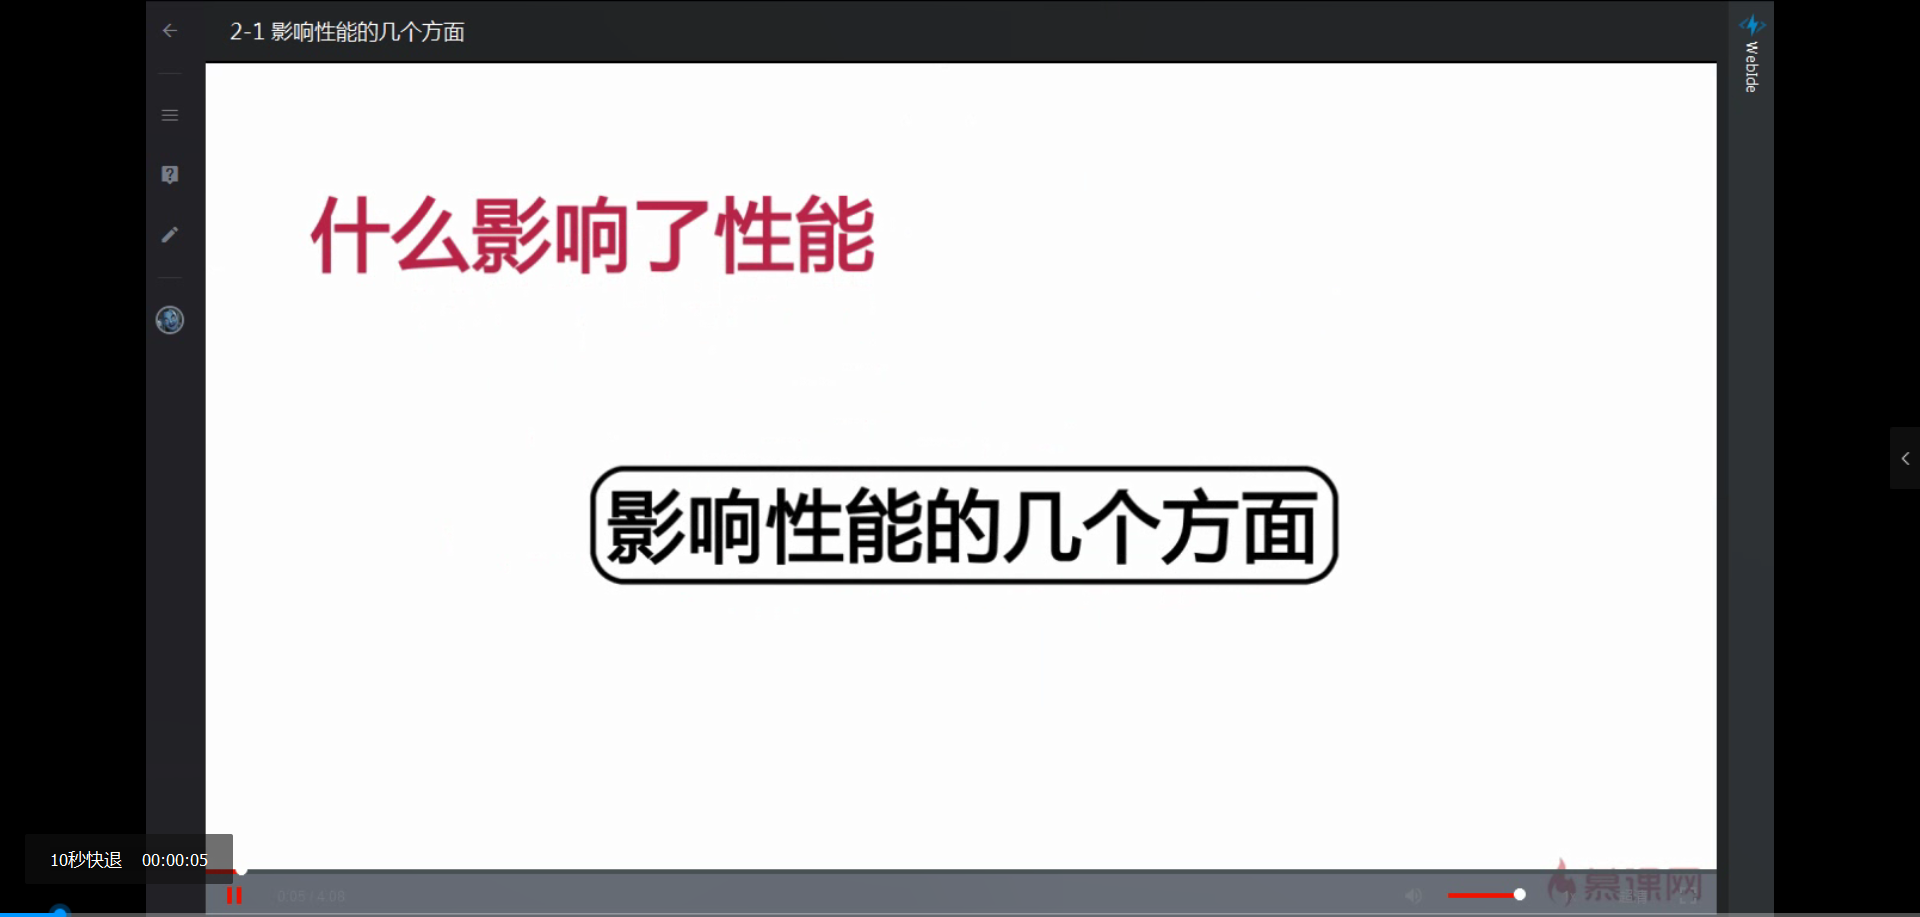 2-1 影响性能的几个方面
WebIde
什么影响了性能
影响性能的几个方面
10秒快退 00:00:05
0:05 / 4:08
慕课网